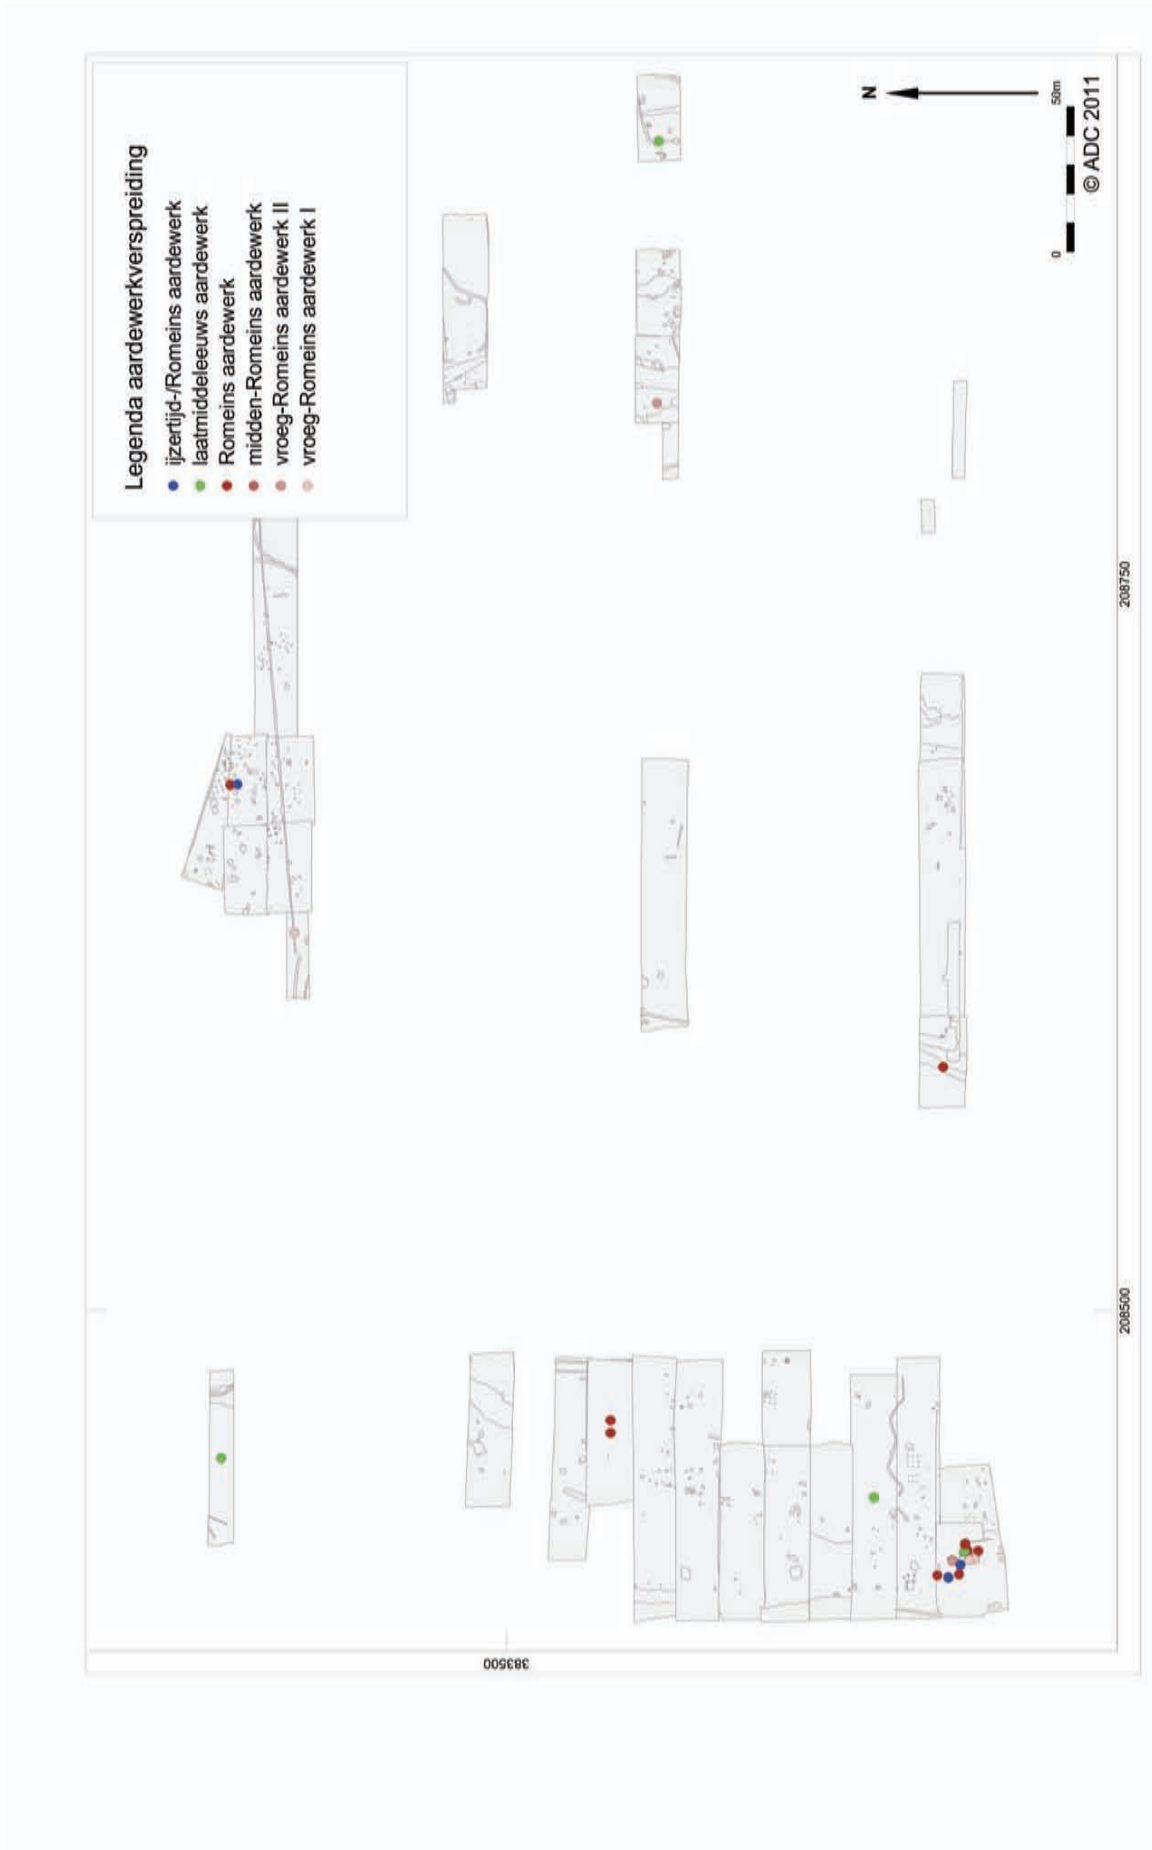 Legenda aardewerkverspreiding
ijzertijd-/Romeins aardewerk
laatmiddeleeuws aardewerk
Romeins aardewerk
midden-Romeins aardewerk
vroeg-Romeins aardewerk II
vroeg-Romeins aardewerk I
N
0 50m
© ADC 2011
383500
208500
208750